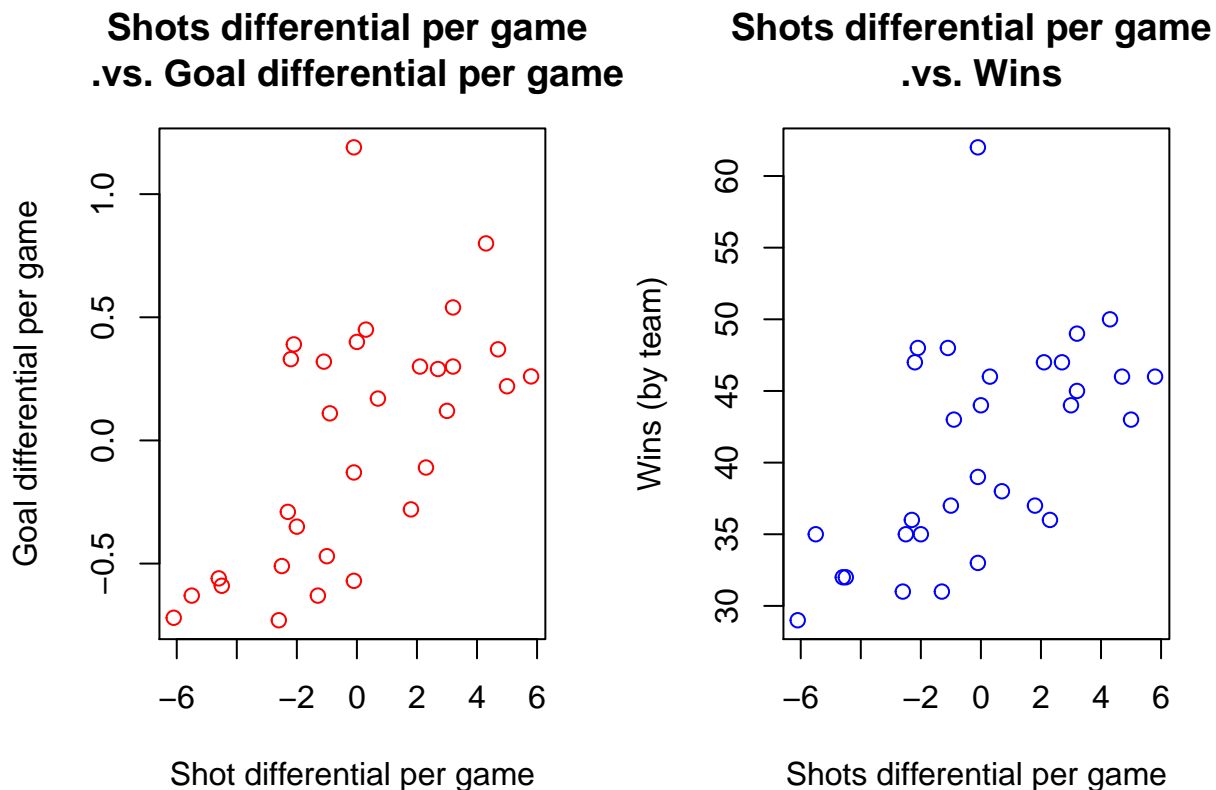 Shots differential per game
.vs. Goal differential per game
Goal differential per game
1.0
0.5
0.0
−0.5
−6
−2
0
2
4
6
Shot differential per game
Shots differential per game
.vs. Wins
Wins (by team)
60
55
50
45
40
35
30
−6
−2
0
2
4
6
Shots differential per game